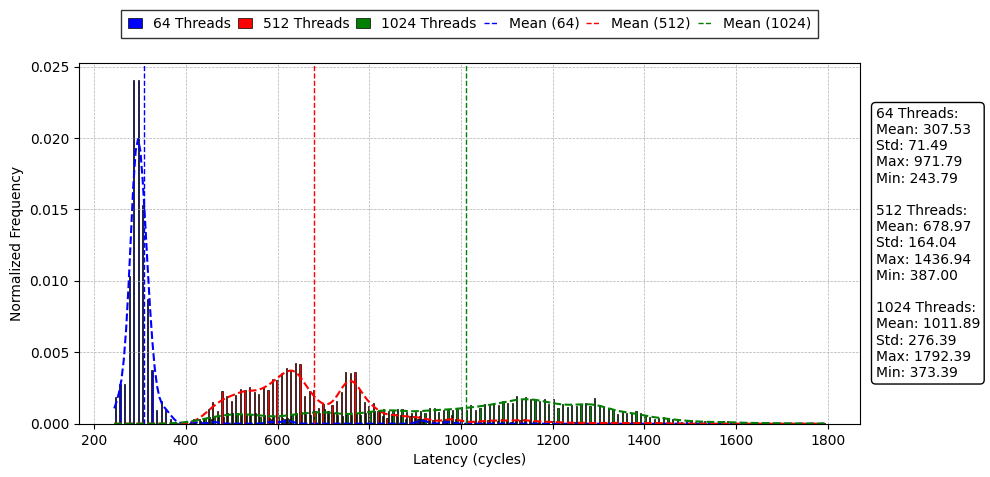 64 Threads 512 Threads 1024 Threads Mean (64) Mean (512) Mean (1024)
0.025
0.020
0.015
0.010
0.005
0.000
Normalized Frequency
200 400 600 800 1000 1200 1400 1600 1800
Latency (cycles)
64 Threads:
Mean: 307.53
Std: 71.49
Max: 971.79
Min: 243.79
512 Threads:
Mean: 678.97
Std: 164.04
Max: 1436.94
Min: 387.00
1024 Threads:
Mean: 1011.89
Std: 276.39
Max: 1792.39
Min: 373.39